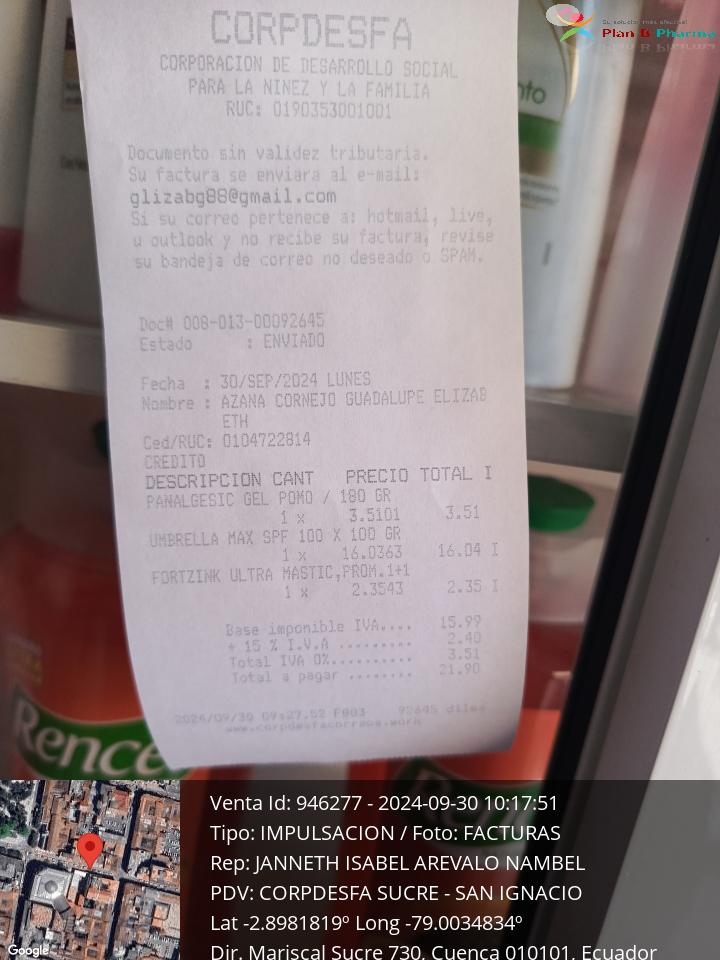 Su solución más efectiva!
Plan B Pharma
CORPDESFA
CORPORACION DE DESARROLLO SOCIAL
PARA LA NINEZ Y LA FAMILIA
RUC: 0190353001001
Documento sin validez tributaria.
Su factura se enviara al e-mail:
glizabg88@gmail.com
Si su correo pertenece a: hotmail, live,
u outlook y no recibe su factura, revise
su bandeja de correo no deseado o SPAM.
Doc# 008-013-00092645
Estado : ENVIADO
Fecha : 30/SEP/2024 LUNES
Nombre : AZANA CORNEJO GUADALUPE ELIZAB
ETH
Ced/RUC: 0104722814
CREDITO
DESCRIPCION CANT PRECIO TOTAL I
PANALGESIC GEL POMO / 180 GR
1 x 3.5101 3.51
UMBRELLA MAX SPF 100 X 100 GR
1 x 16.0363 16.04 I
FORTZINK ULTRA MASTIC,PROM.1+1
1 x 2.3543 2.35 I
Base imponible IVA.... 15.99
+ 15 % I.V.A ......... 2.40
Total IVA 0%.......... 3.51
Total a pagar ........ 21.90
2024/09/30 09:27.52 F003 92645
nto
Rence
Venta Id: 946277 - 2024-09-30 10:17:51
Tipo: IMPULSACION / Foto: FACTURAS
Rep: JANNETH ISABEL AREVALO NAMBEL
PDV: CORPDESFA SUCRE - SAN IGNACIO
Lat -2.8981819º Long -79.0034834º
Dir. Mariscal Sucre 730, Cuenca 010101, Ecuador
Google